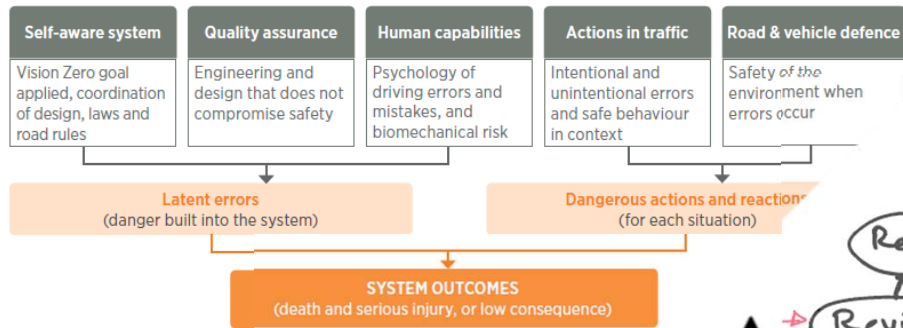 Self-aware system
Vision Zero goal
applied, coordination
of design, laws and
road rules
Quality assurance
Engineering and
design that does not
compromise safety
Human capabilities
Psychology of
driving errors and
mistakes, and
biomechanical risk
Actions in traffic
Intentional and
unintentional errors
and safe behaviour
in context
Road & vehicle defence
Safety of the
environment when
errors occur
Latent errors
(danger built into the system)
Dangerous actions and reactions
(for each situation)
SYSTEM OUTCOMES
(death and serious injury, or low consequence)